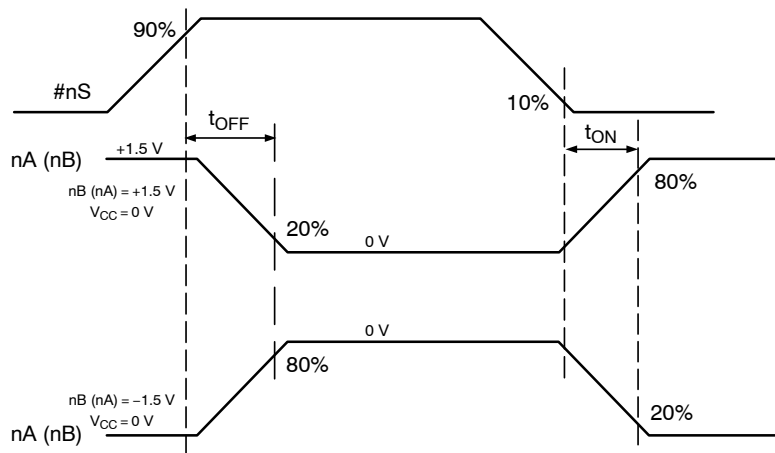 90%
#nS
10%
tOFF
tON
nA (nB)
+1.5 V
80%
nB (nA) = +1.5 V
VCC = 0 V
20%
0 V
0 V
80%
nB (nA) = −1.5 V
VCC = 0 V
20%
nA (nB)